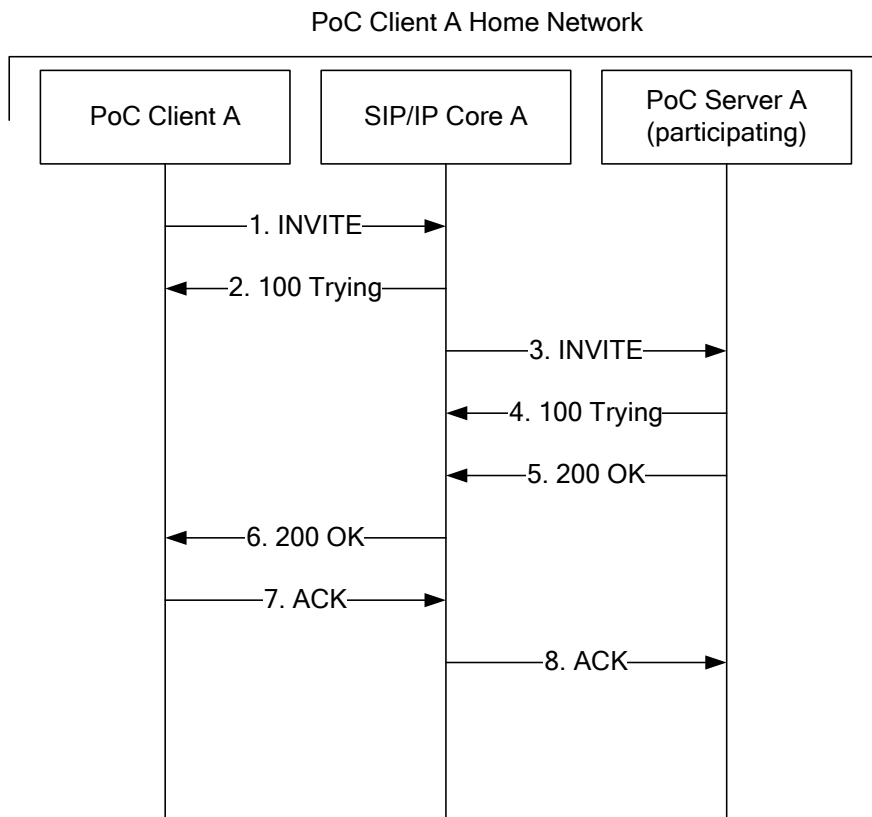 PoC Client A Home Network
PoC Client A
SIP/IP Core A
PoC Server A
(participating)
1. INVITE
2. 100 Trying
3. INVITE
4. 100 Trying
5. 200 OK
6. 200 OK
7. ACK
8. ACK